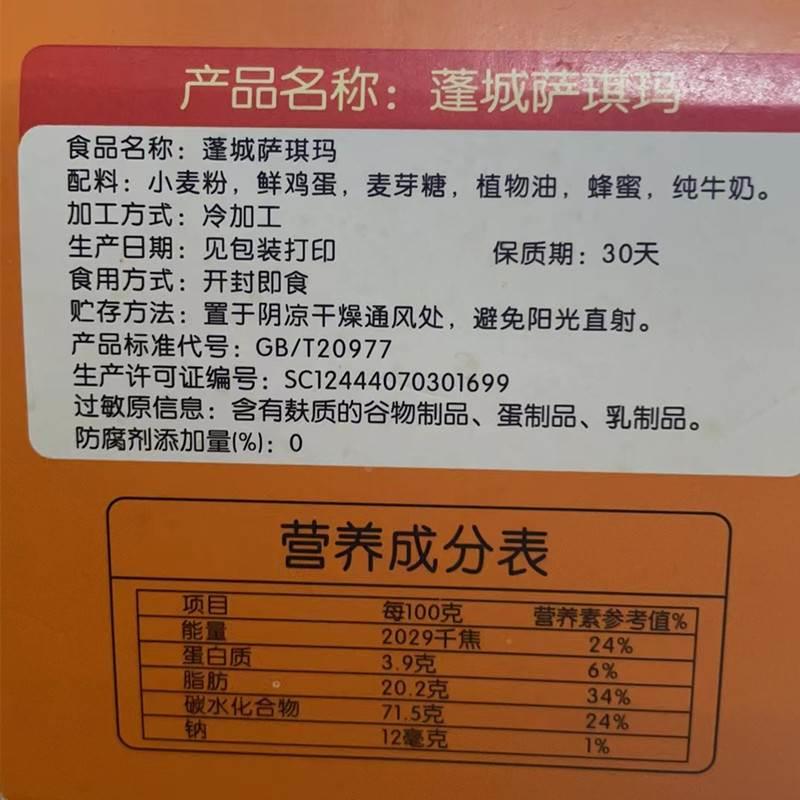 产品名称：蓬城萨琪玛
食品名称：蓬城萨琪玛
配料：小麦粉，鲜鸡蛋，麦芽糖，植物油，蜂蜜，纯牛奶。
加工方式：冷加工
生产日期：见包装打印 保质期：30天
食用方式：开封即食
贮存方法：置于阴凉干燥通风处，避免阳光直射。
产品标准代号：GB/T20977
生产许可证编号：SC12444070301699
过敏原信息：含有麸质的谷物制品、蛋制品、乳制品。
防腐剂添加量(%)：0
营养成分表
项目 每100克 营养素参考值%
能量 2029千焦 24%
蛋白质 3.9克 6%
脂肪 20.2克 34%
碳水化合物 71.5克 24%
钠 12毫克 1%